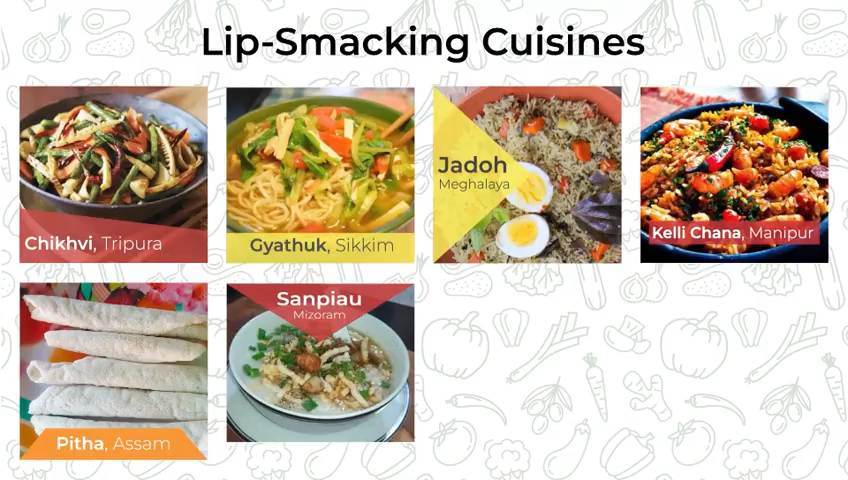 Lip-Smacking Cuisines
Chikhvi, Tripura
Gyathuk, Sikkim
Jadoh
Meghalaya
Kelli Chana, Manipur
Pitha, Assam
Sanpiau
Mizoram